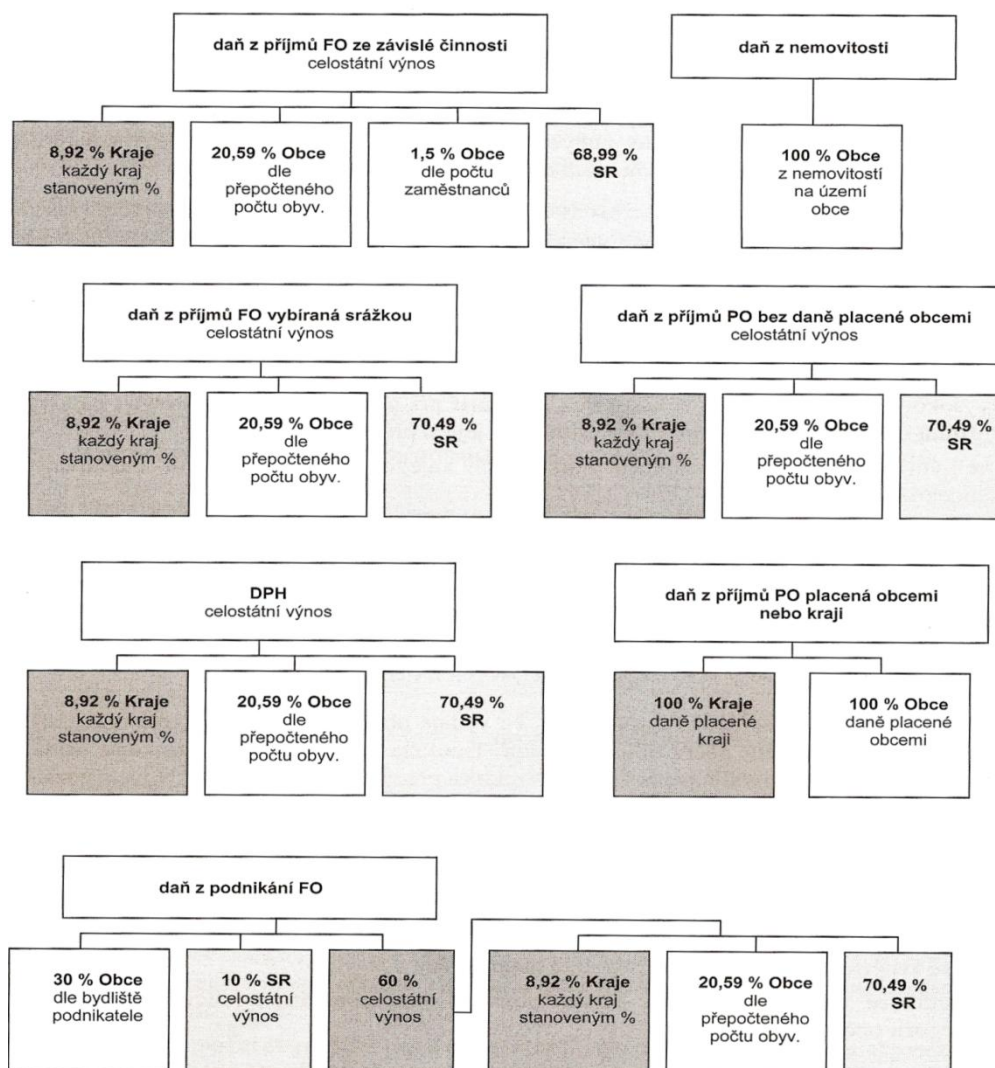 daň z příjmů FO ze závislé činnosti
celostátní výnos
8,92 % Kraje
každý kraj
stanoveným %
20,59 % Obce
dle
přepočteného
počtu obyv.
1,5 % Obce
dle počtu
zaměstnanců
68,99 %
SR
daň z nemovitosti
100 % Obce
z nemovitostí
na území
obce
daň z příjmů FO vybíraná srážkou
celostátní výnos
8,92 % Kraje
každý kraj
stanoveným %
20,59 % Obce
dle
přepočteného
počtu obyv.
70,49 %
SR
daň z příjmů PO bez daně placené obcemi
celostátní výnos
8,92 % Kraje
každý kraj
stanoveným %
20,59 % Obce
dle
přepočteného
počtu obyv.
70,49 %
SR
DPH
celostátní výnos
8,92 % Kraje
každý kraj
stanoveným %
20,59 % Obce
dle
přepočteného
počtu obyv.
70,49 %
SR
daň z příjmů PO placená obcemi
nebo kraji
100 % Kraje
daně placené
kraji
100 % Obce
daně placené
obcemi
daň z podnikání FO
30 % Obce
dle bydliště
podnikatele
10 % SR
celostátní
výnos
60 %
celostátní
výnos
8,92 % Kraje
každý kraj
stanoveným %
20,59 % Obce
dle
přepočteného
počtu obyv.
70,49 %
SR